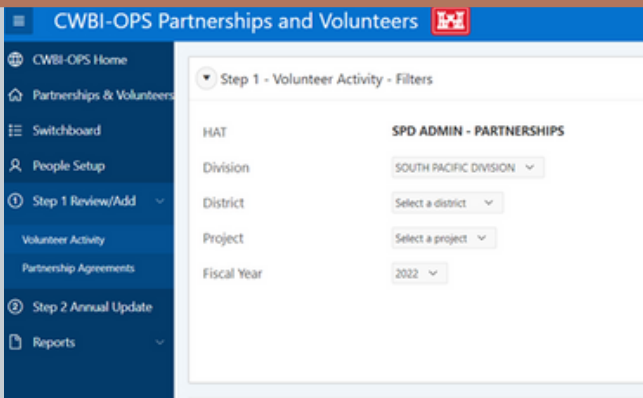 CWBI-OPS Partnerships and Volunteers
CWBI-OPS Home
Partnerships & Volunteers
Switchboard
People Setup
1 Step 1 Review/Add
Volunteer Activity
Partnership Agreements
2 Step 2 Annual Update
Reports
Step 1 - Volunteer Activity - Filters
HAT SPD ADMIN - PARTNERSHIPS
Division SOUTH PACIFIC DIVISION
District Select a district
Project Select a project
Fiscal Year 2022